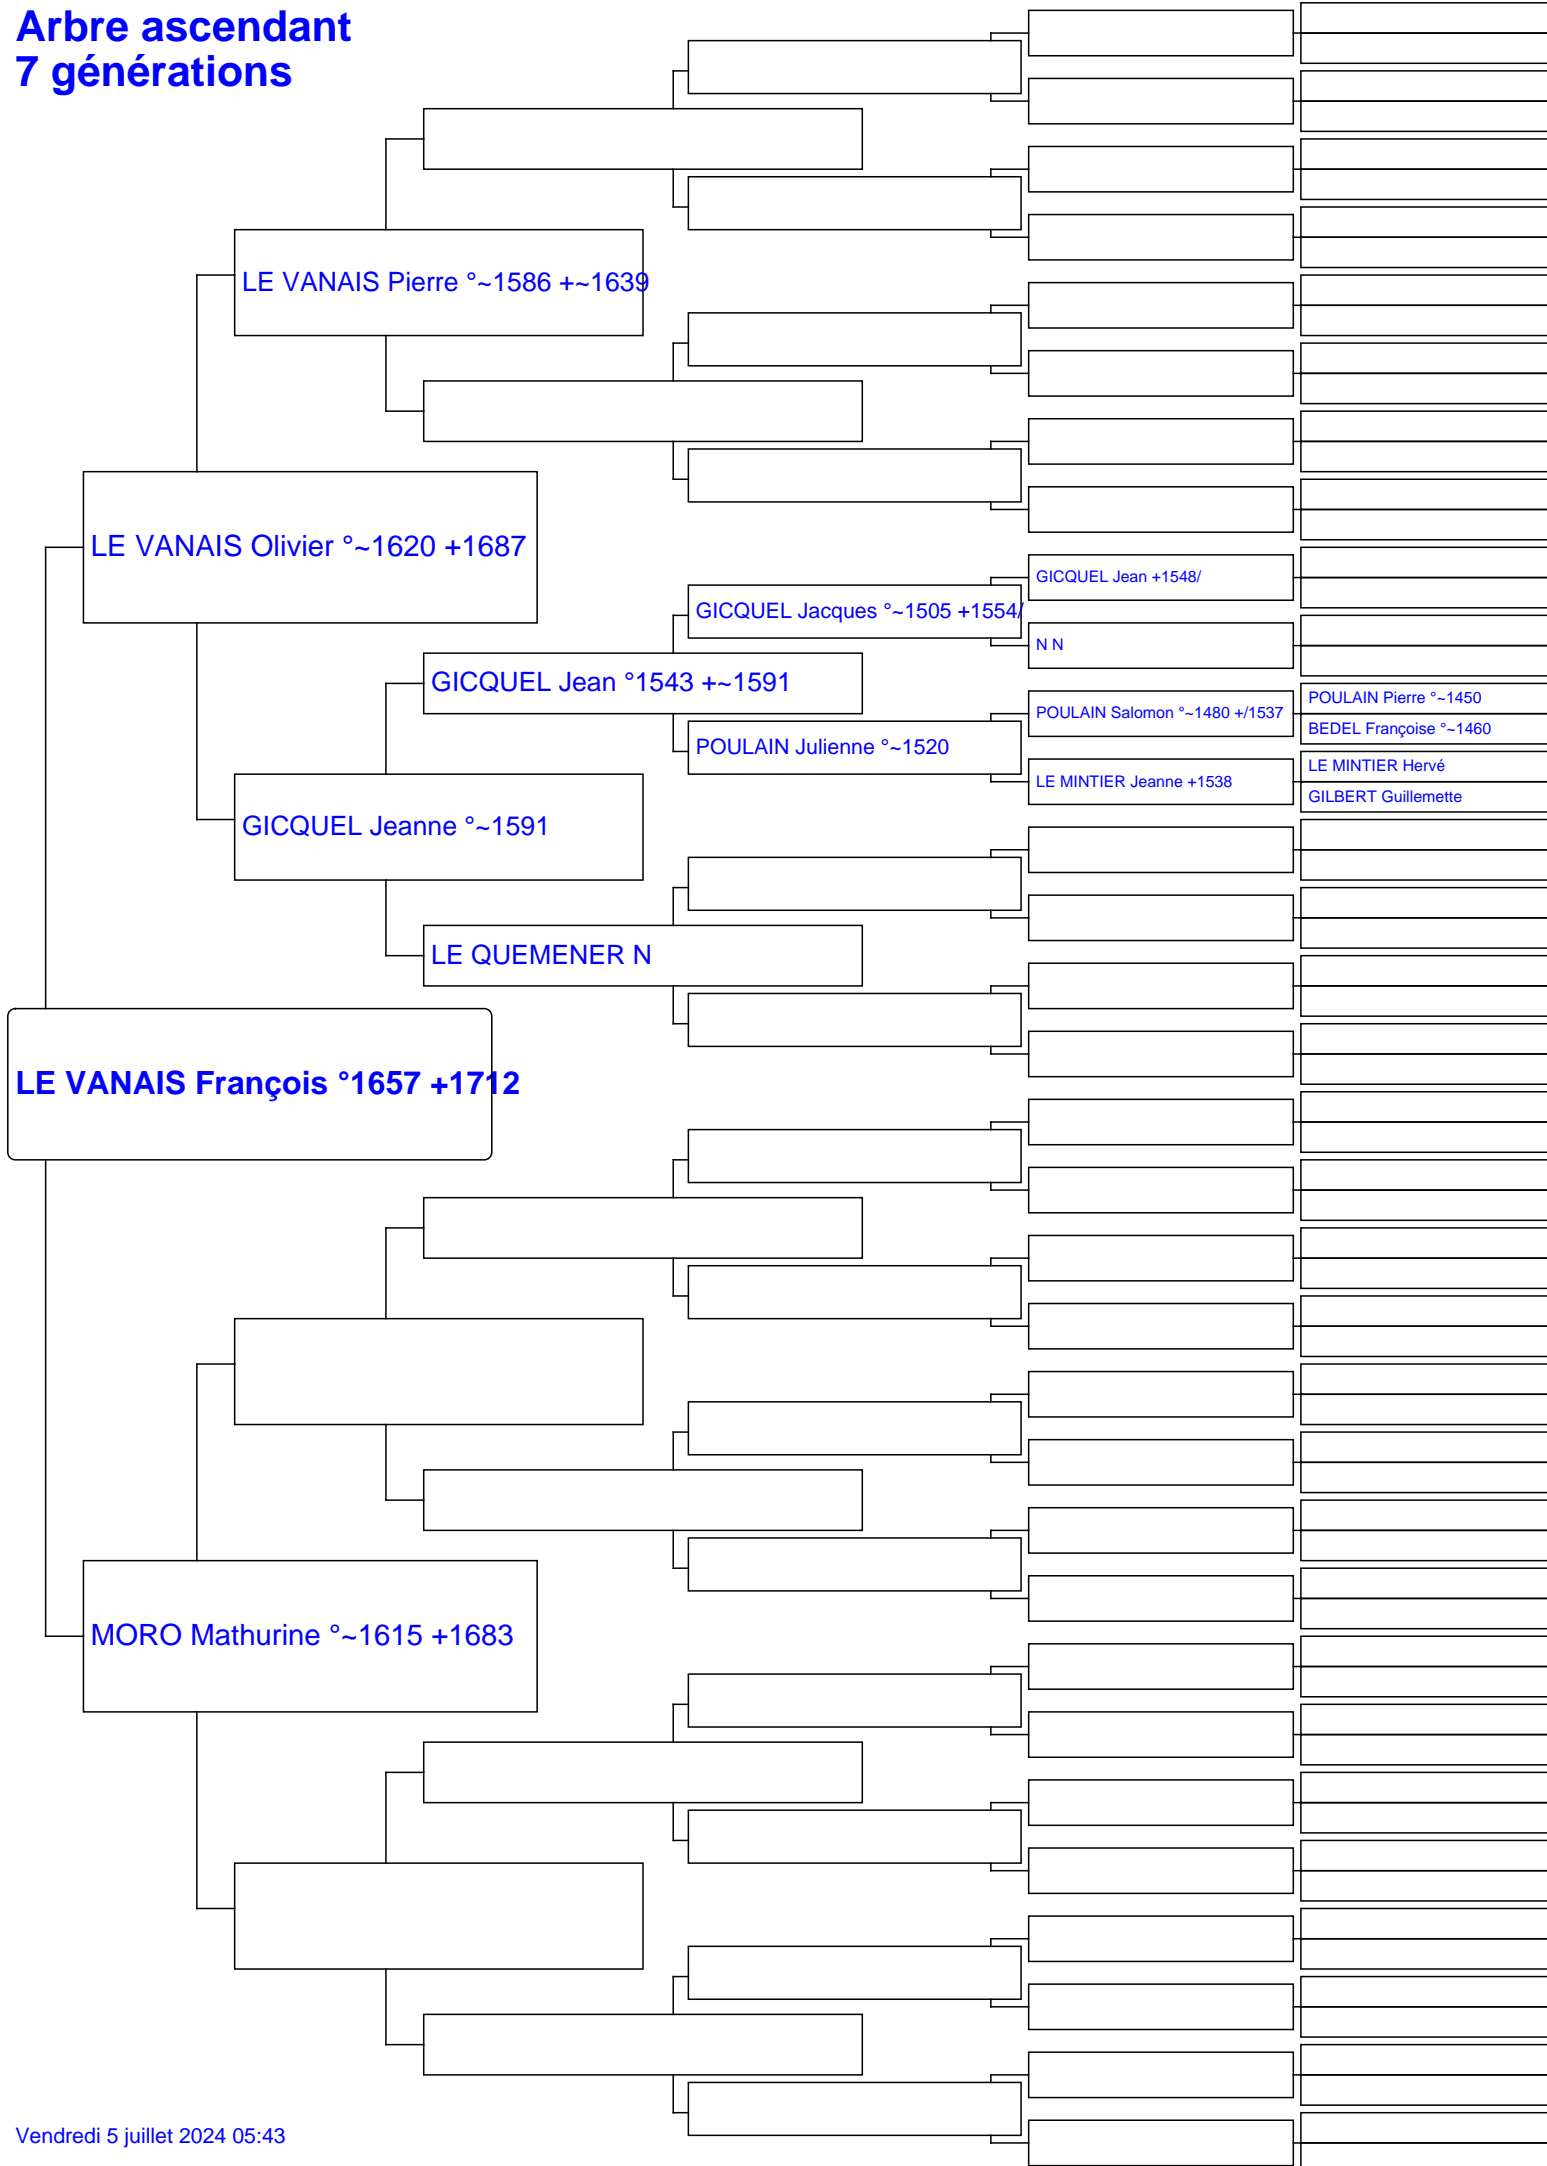 Arbre ascendant
7 générations
LE VANAIS Pierre °~1586 +~1639
LE VANAIS Olivier °~1620 +1687
GICQUEL Jean +1548/
GICQUEL Jacques °~1505 +1554/
N N
GICQUEL Jean °1543 +~1591
POULAIN Pierre °~1450
POULAIN Salomon °~1480 +/1537
BEDEL Françoise °~1460
POULAIN Julienne °~1520
LE MINTIER Hervé
LE MINTIER Jeanne +1538
GILBERT Guillemette
GICQUEL Jeanne °~1591
LE QUEMENER N
LE VANAIS François °1657 +1712
MORO Mathurine °~1615 +1683
Vendredi 5 juillet 2024 05:43